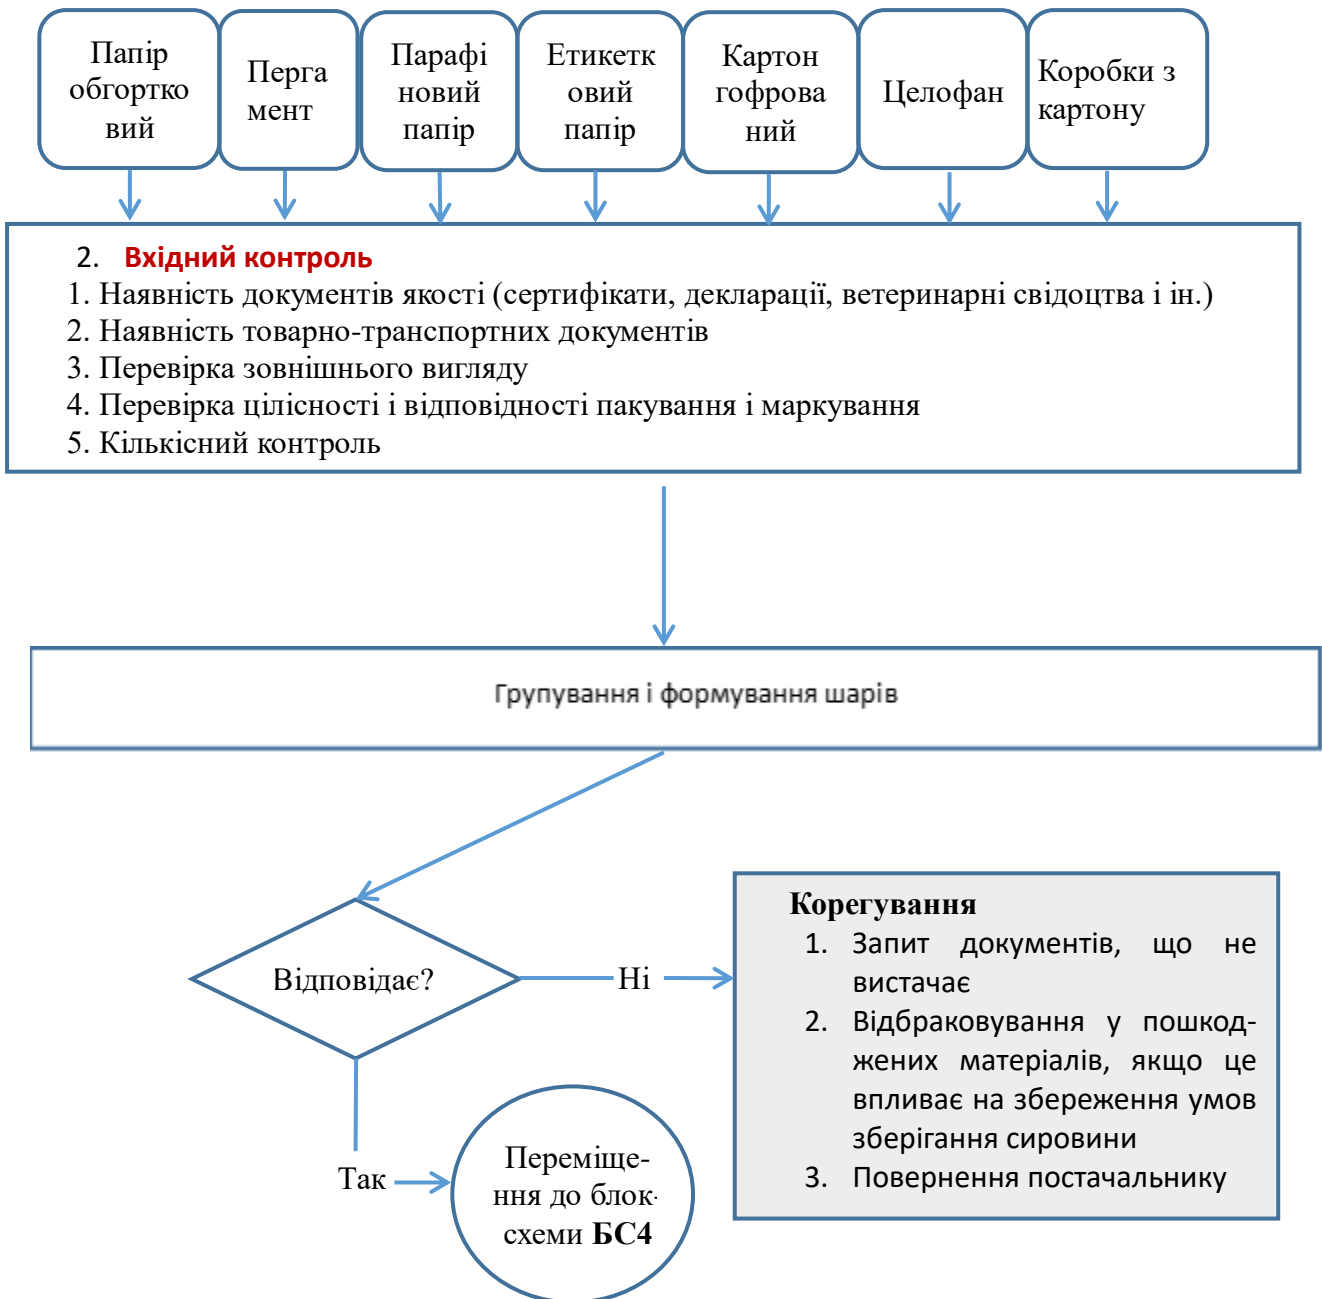 Папір
обгортко
вий
Перга
мент
Парафі
новий
папір
Етикетк
овий
папір
Картон
гофрова
ний
Целофан
Коробки з
картону
2. Вхідний контроль
1. Наявність документів якості (сертифікати, декларації, ветеринарні свідоцтва і ін.)
2. Наявність товарно-транспортних документів
3. Перевірка зовнішнього вигляду
4. Перевірка цілісності і відповідності пакування і маркування
5. Кількісний контроль
Групування і формування шарів
Відповідає?
Ні
Корегування
1. Запит документів, що не
вистачає
2. Відбраковування у пошкод-
жених матеріалів, якщо це
впливає на збереження умов
зберігання сировини
3. Повернення постачальнику
Так
Переміще-
ння до блок-
схеми БС4